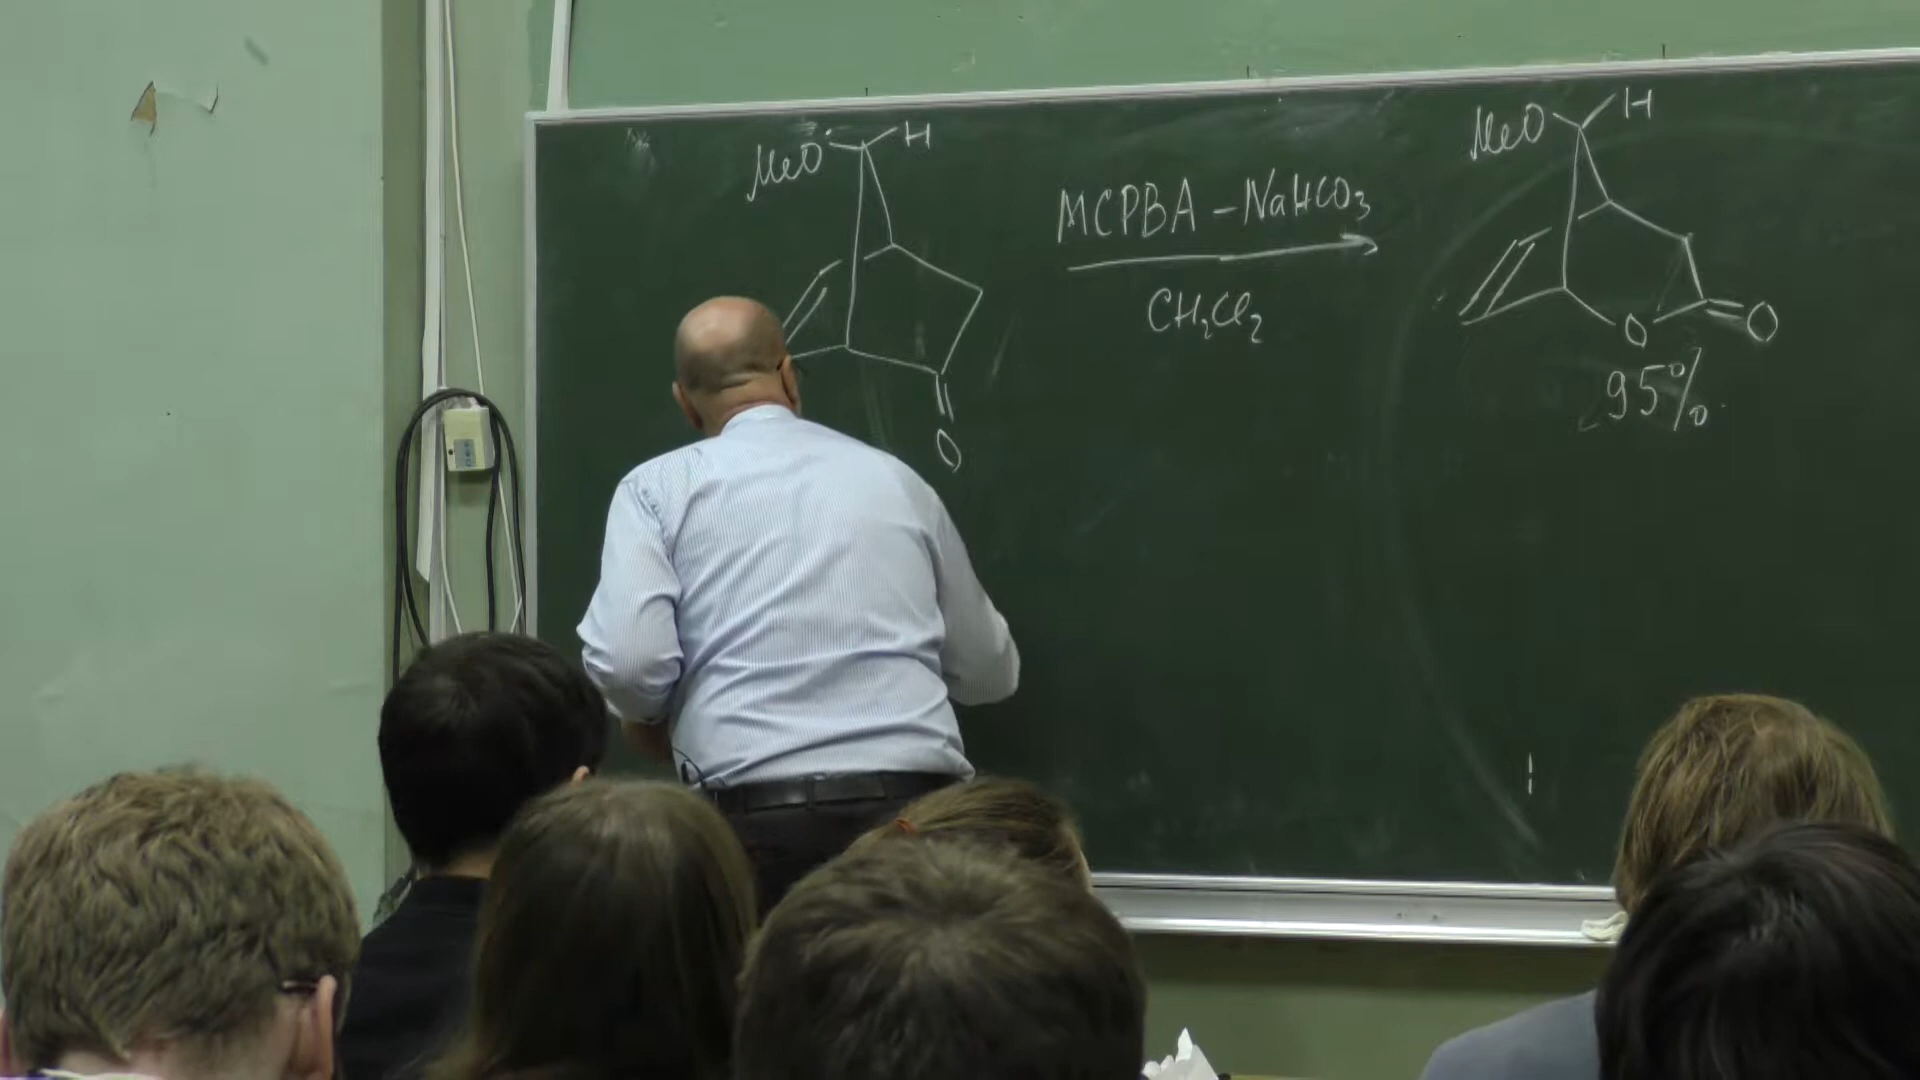 MeO H
O
MCPBA - NaHCO₃
CH₂Cl₂
MeO H
O O
95%